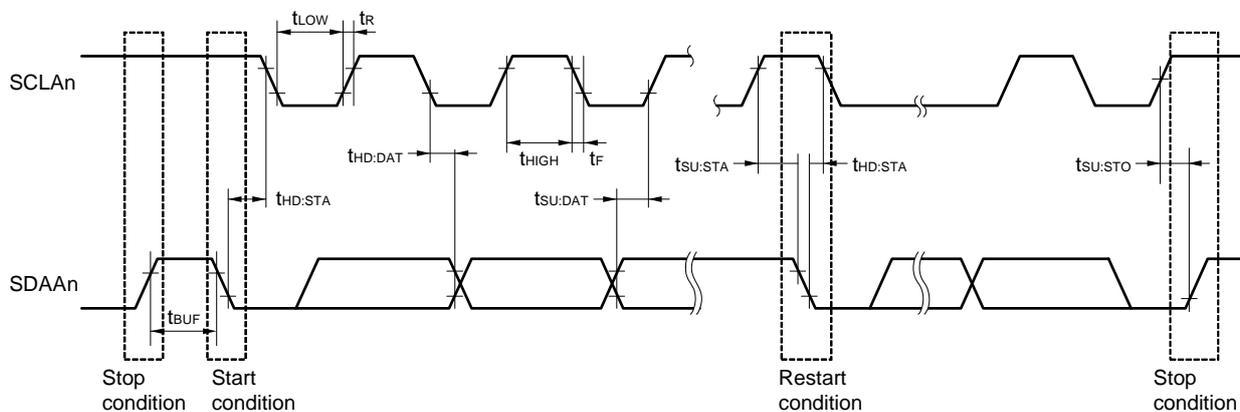 tLOW
tR
SCLAn
tHD:DAT
tHIGH
tF
tSU:STA
tHD:STA
tSU:STO
tHD:STA
tSU:DAT
SDAAn
tBUF
Stop
condition
Start
condition
Restart
condition
Stop
condition